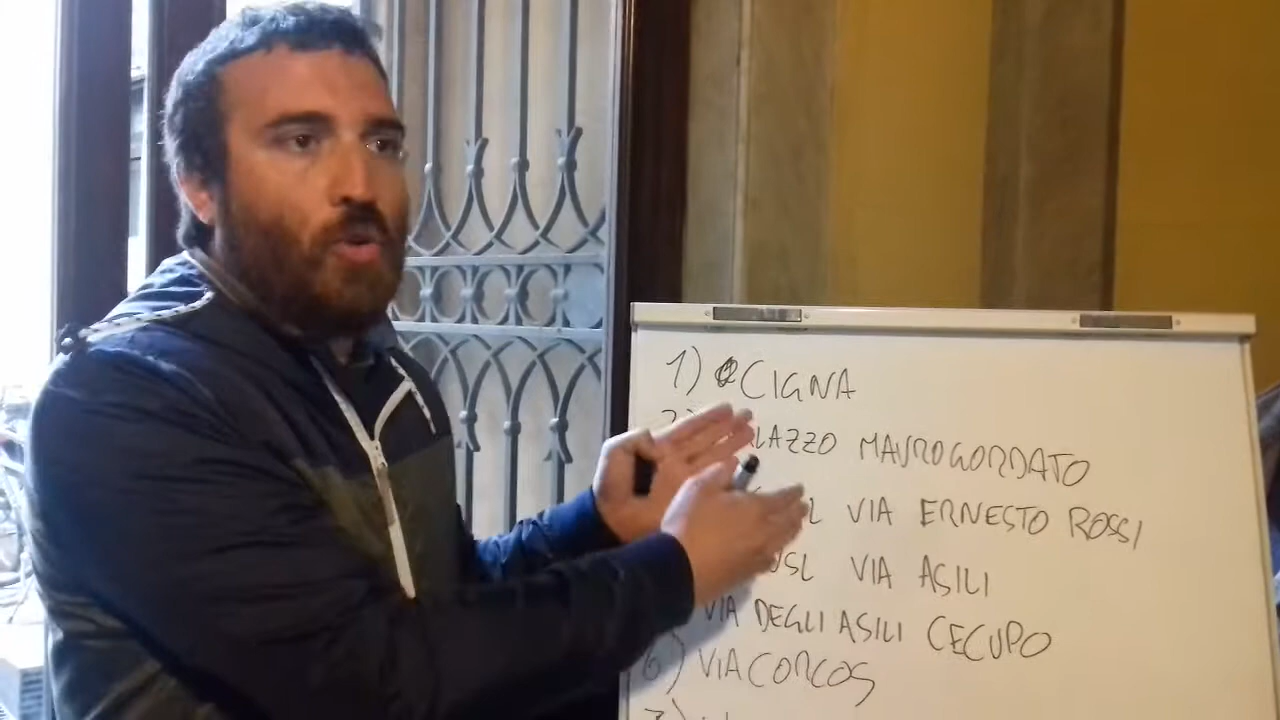 1) CIGNA
LAZZO MAUROGORDATO
L VIA ERNESTO ROSSI
USL VIA ASILI
VIA DEGLI ASILI CECUPO
6) VIA CORCOS